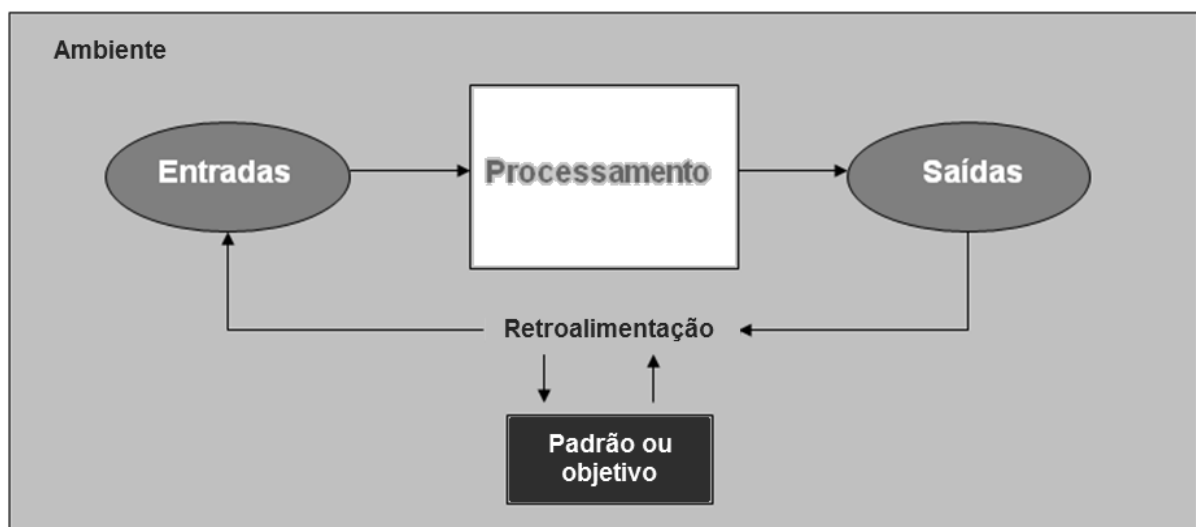 Ambiente
Entradas
Processamento
Saídas
Retroalimentação
Padrão ou
objetivo